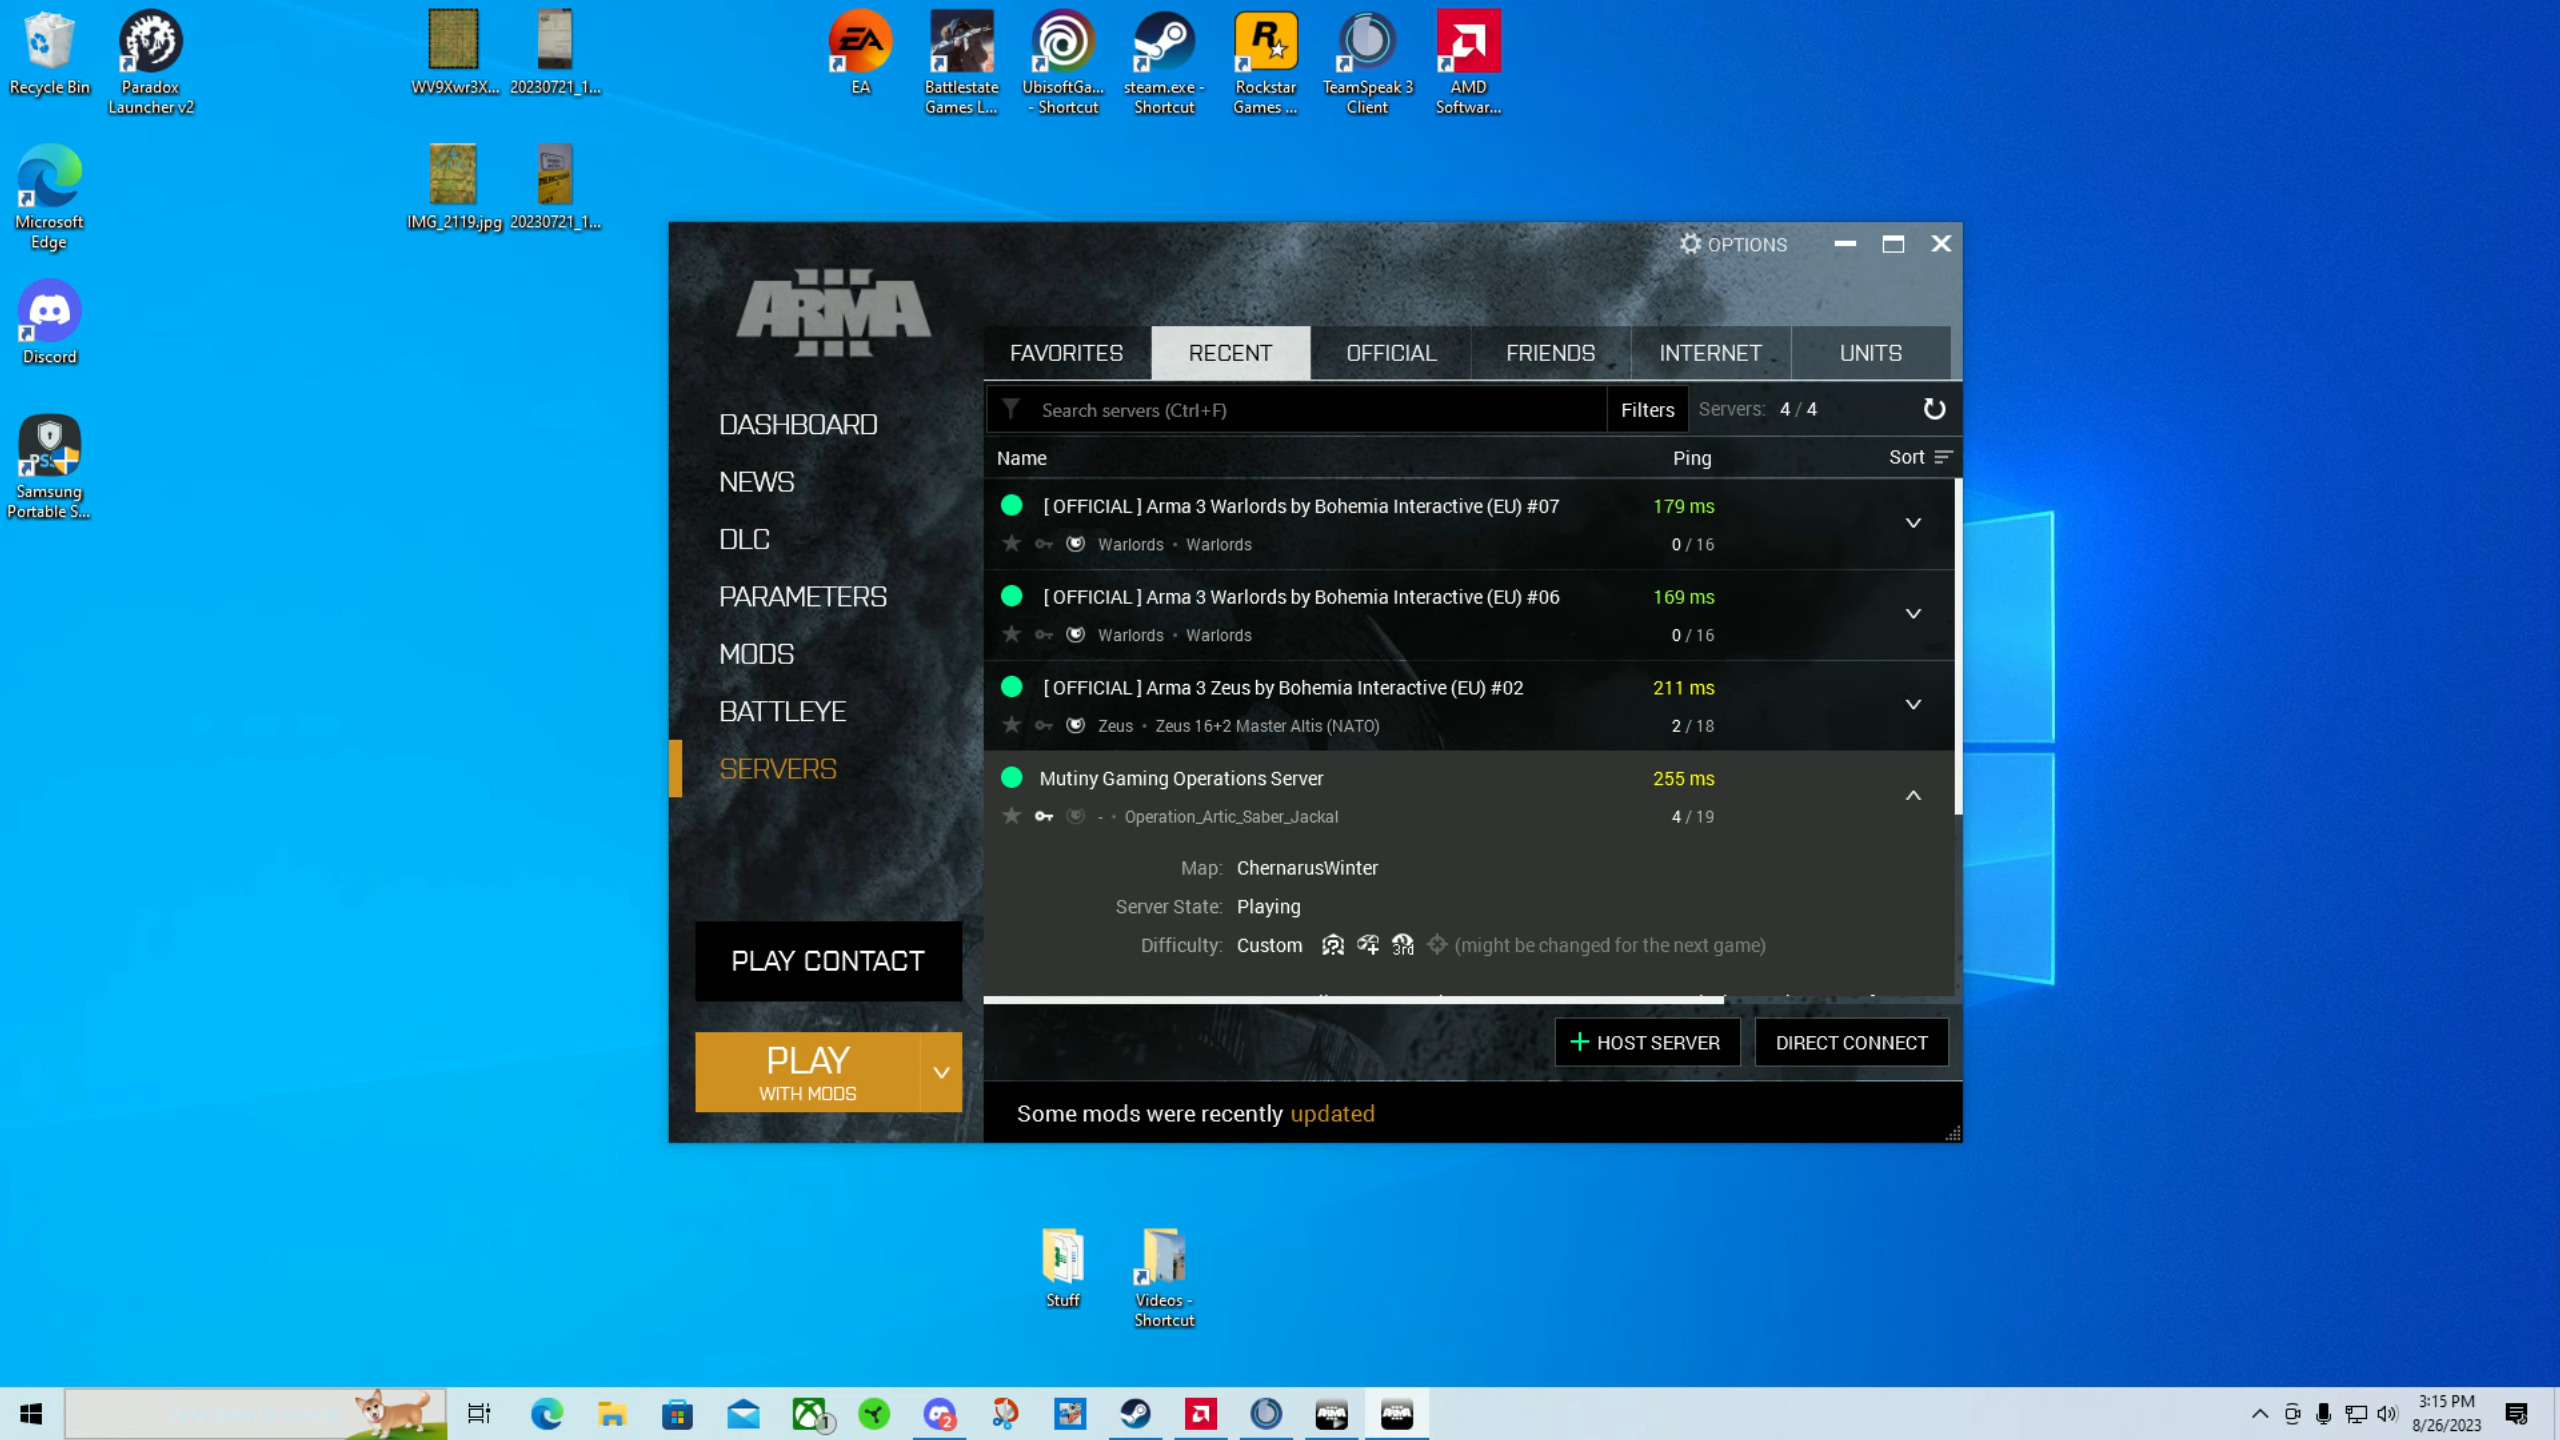 Recycle Bin
Paradox
Launcher v2
WV9Xwr3X...
20230721_1...
EA
EA
Battlestate
Games L...
UbisoftGa...
- Shortcut
steam.exe -
Shortcut
R
Rockstar
Games ...
TeamSpeak 3
Client
AMD
Softwar...
Microsoft
Edge
IMG_2119.jpg
20230721_1...
Discord
PSS
Samsung
Portable S...
OPTIONS
ARMA III
FAVORITES
RECENT
OFFICIAL
FRIENDS
INTERNET
UNITS
Search servers (Ctrl+F)
Filters
Servers: 4 / 4
Name
Ping
Sort
DASHBOARD
NEWS
DLC
PARAMETERS
MODS
BATTLEYE
SERVERS
[ OFFICIAL ] Arma 3 Warlords by Bohemia Interactive (EU) #07
179 ms
Warlords • Warlords
0 / 16
[ OFFICIAL ] Arma 3 Warlords by Bohemia Interactive (EU) #06
169 ms
Warlords • Warlords
0 / 16
[ OFFICIAL ] Arma 3 Zeus by Bohemia Interactive (EU) #02
211 ms
Zeus • Zeus 16+2 Master Altis (NATO)
2 / 18
Mutiny Gaming Operations Server
255 ms
- • Operation_Artic_Saber_Jackal
4 / 19
Map: ChernarusWinter
Server State: Playing
Difficulty: Custom 3rd (might be changed for the next game)
PLAY CONTACT
PLAY
WITH MODS
HOST SERVER
DIRECT CONNECT
Some mods were recently updated
Stuff
Videos -
Shortcut
1
2
3:15 PM
8/26/2023